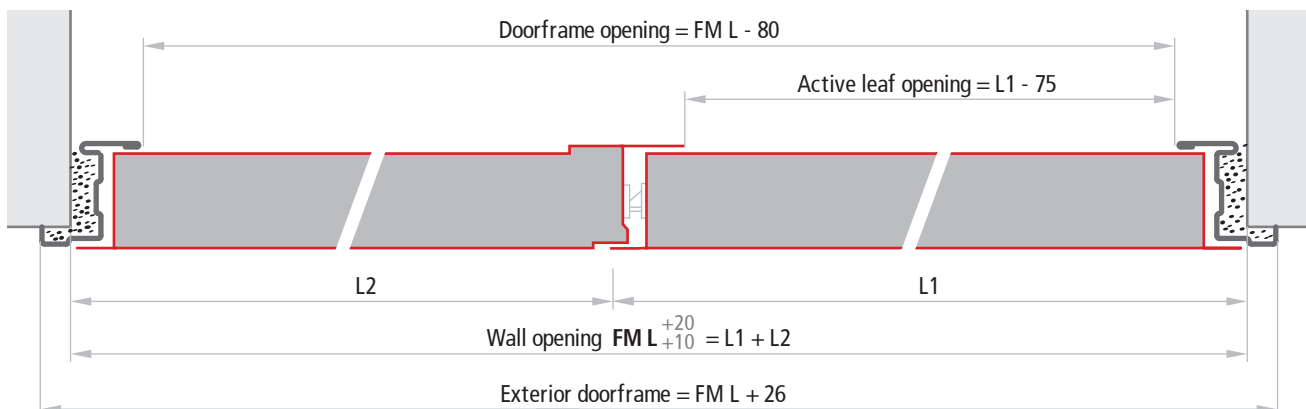 Doorframe opening = FM L - 80
Active leaf opening = L1 - 75
L2
L1
Wall opening FM L +20 +10 = L1 + L2
Exterior doorframe = FM L + 26